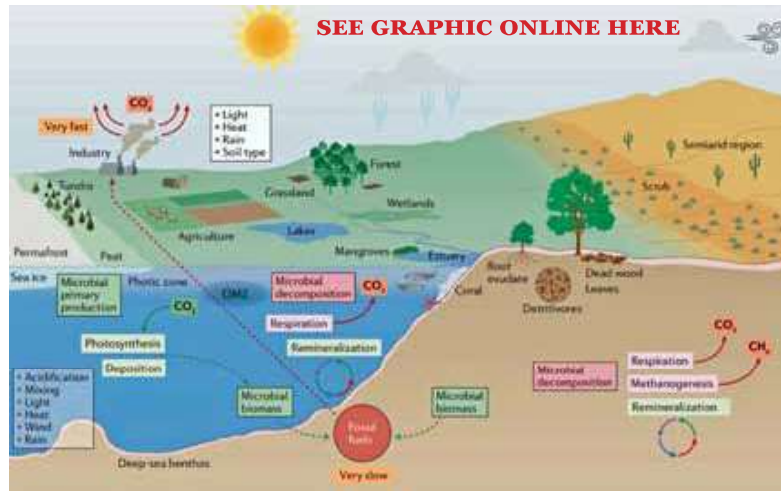 SEE GRAPHIC ONLINE HERE
CO₂
Very fast
Industry
• Light
• Heat
• Rain
• Soil type
Forest
Semiarid region
Tundra
Grassland
Scrub
Wetlands
Agriculture
Lakes
Permafrost
Peat
Mangroves
Estuary
Sea ice
Microbial
primary
production
Photic zone
OMZ
Microbial
decomposition
CO₂
Coral
Root
exudate
Dead wood
Leaves
Detritivores
CO₂
Respiration
Photosynthesis
Remineralization
Deposition
CO₂
CH₄
Respiration
Microbial
decomposition
Methanogenesis
Remineralization
• Acidification
• Mixing
• Light
• Heat
• Wind
• Rain
Microbial
biomass
Microbial
biomass
Fossil
fuels
Deep-sea benthos
Very slow